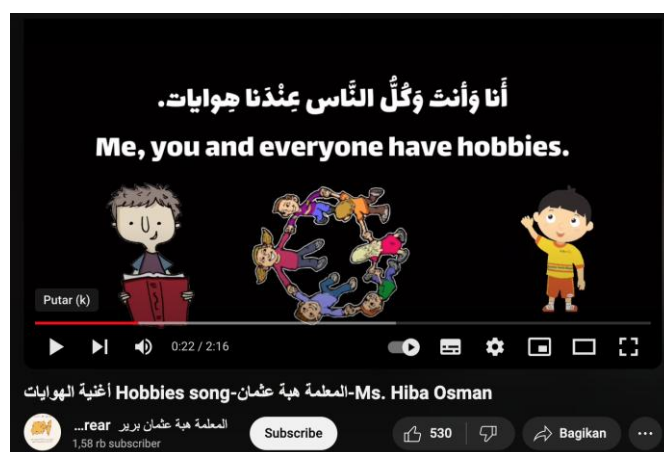 أَنا وَأَنتَ وَكُلُّ النَّاس عِنْدَنا هِوايات.
Me, you and everyone have hobbies.
Putar (k)
0:22 / 2:16
أغنية الهوايات Hobbies song-المعلمة هبة عثمان-Ms. Hiba Osman
المعلمة هبة عثمان برير rear...
1,58 rb subscriber
Subscribe
530
Bagikan